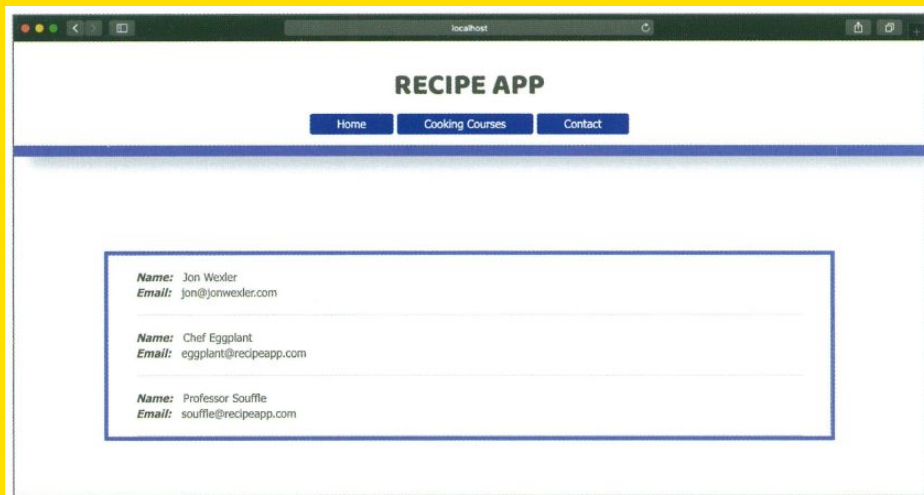 localhost
RECIPE APP
Home Cooking Courses Contact
Name: Jon Wexler
Email: jon@jonwexler.com
Name: Chef Eggplant
Email: eggplant@recipeapp.com
Name: Professor Souffle
Email: souffle@recipeapp.com